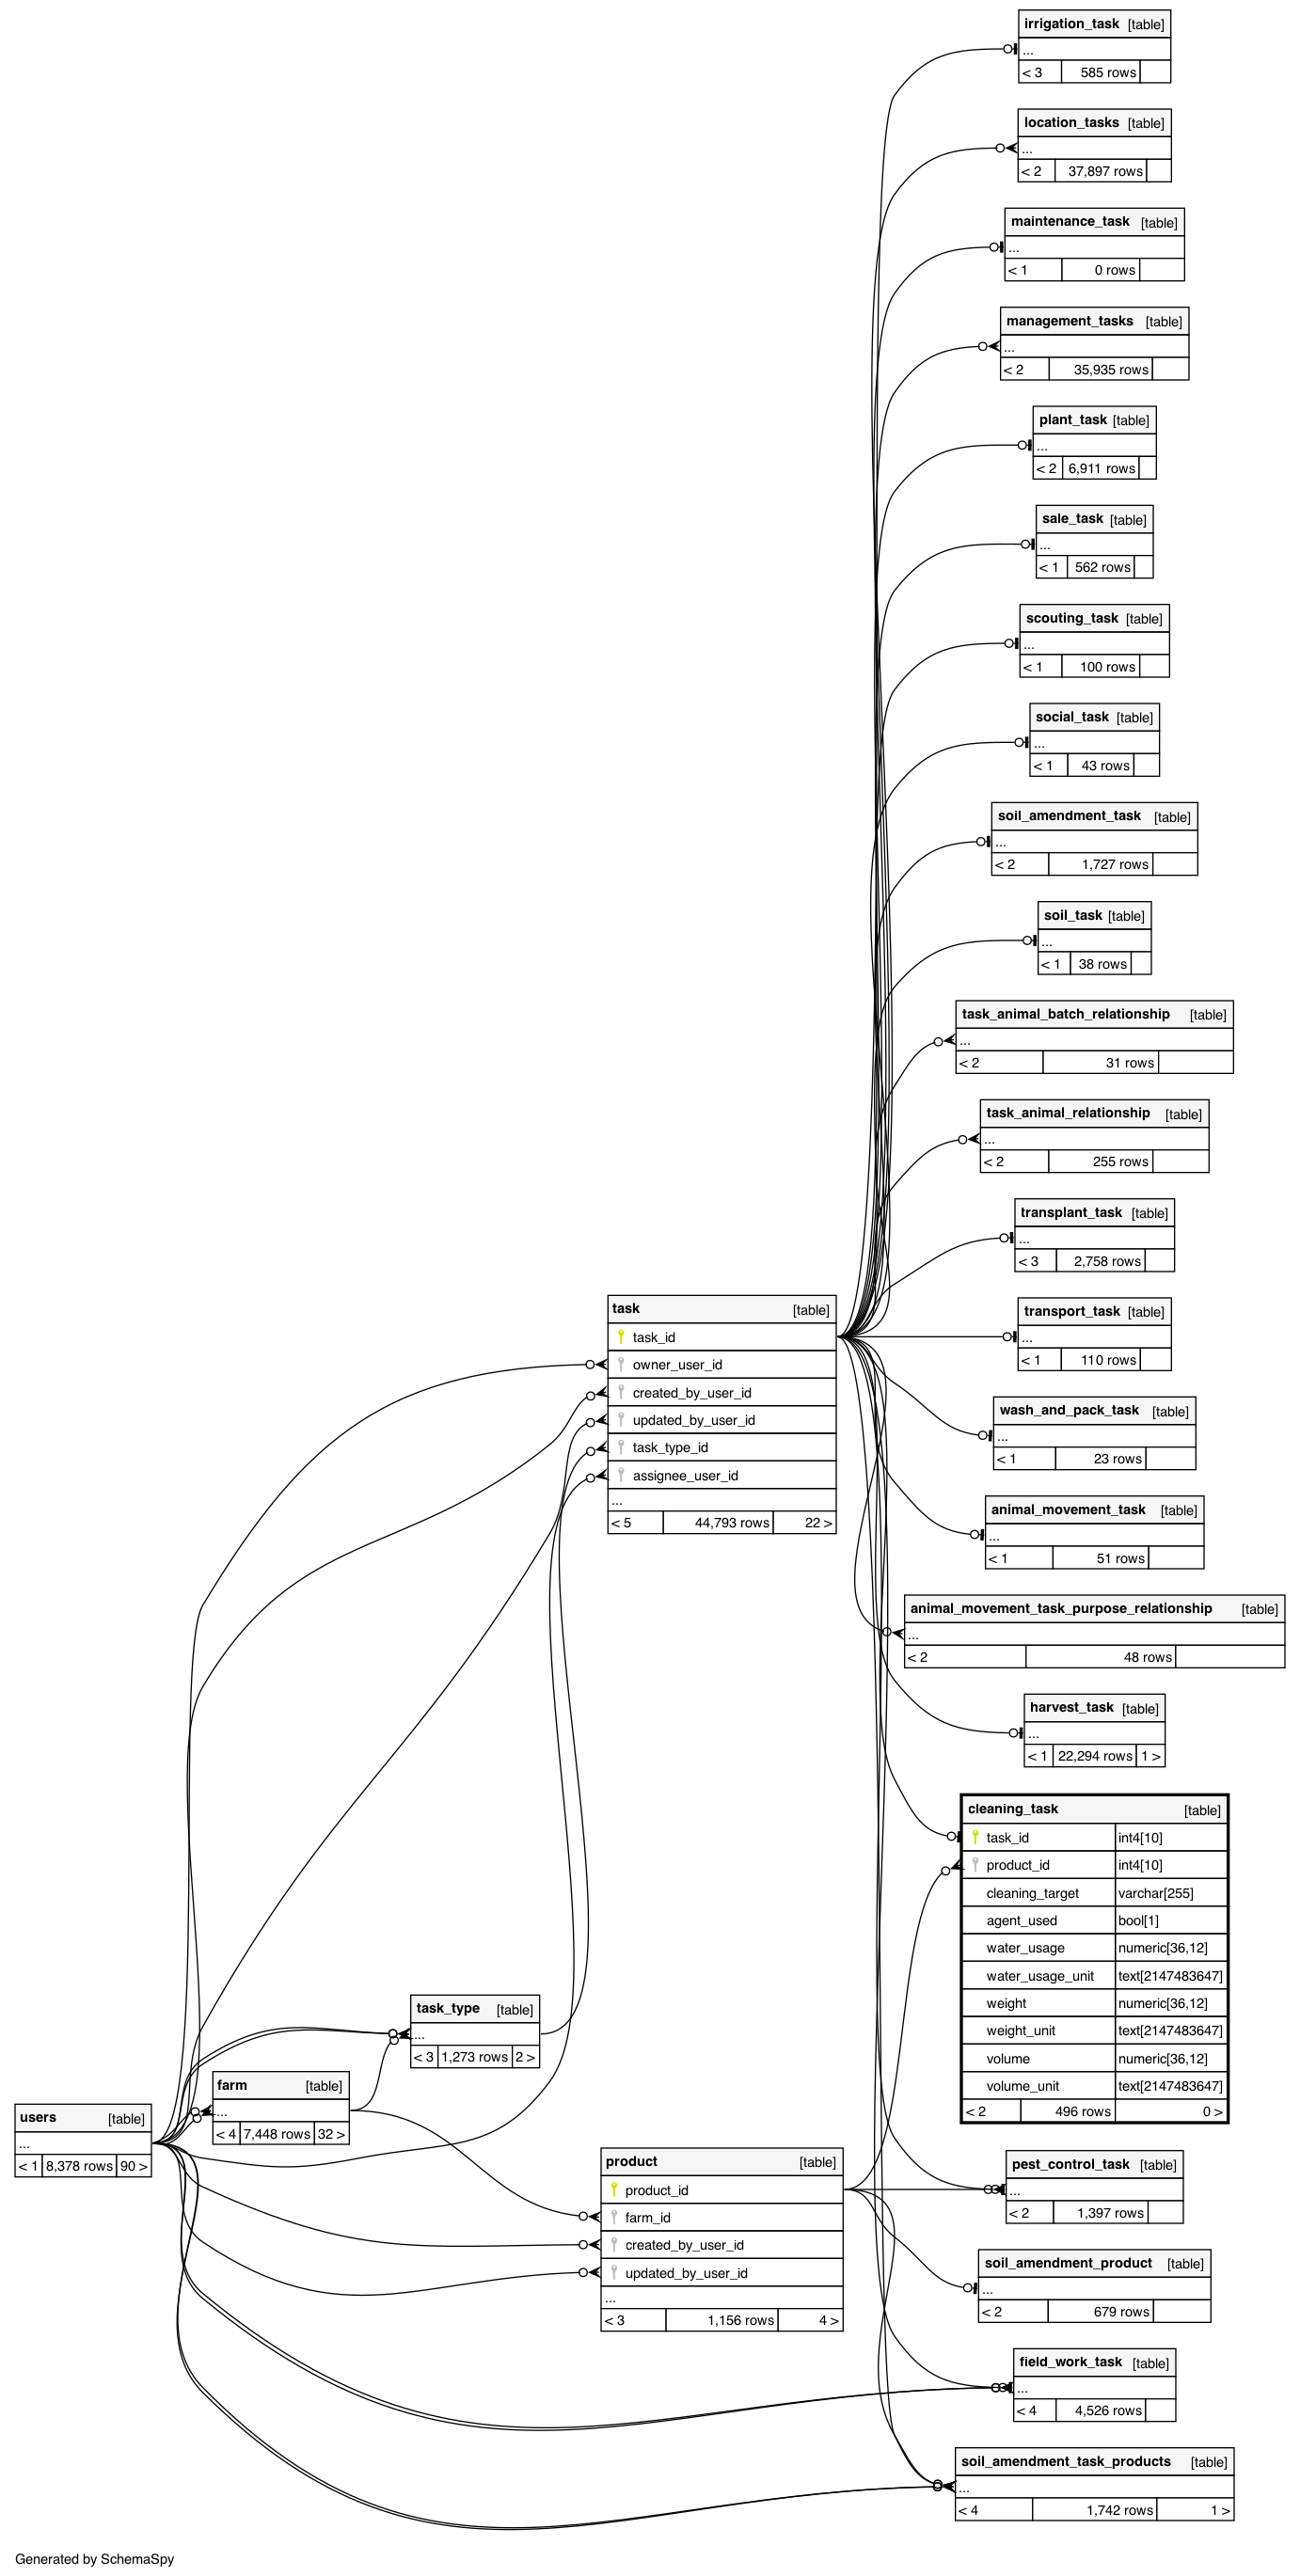 irrigation_task [table]
...
< 3 585 rows
location_tasks [table]
...
< 2 37,897 rows
maintenance_task [table]
...
< 1 0 rows
management_tasks [table]
...
< 2 35,935 rows
plant_task [table]
...
< 2 6,911 rows
sale_task [table]
...
< 1 562 rows
scouting_task [table]
...
< 1 100 rows
social_task [table]
...
< 1 43 rows
soil_amendment_task [table]
...
< 2 1,727 rows
soil_task [table]
...
< 1 38 rows
task_animal_batch_relationship [table]
...
< 2 31 rows
task_animal_relationship [table]
...
< 2 255 rows
transplant_task [table]
...
< 3 2,758 rows
transport_task [table]
...
< 1 110 rows
wash_and_pack_task [table]
...
< 1 23 rows
animal_movement_task [table]
...
< 1 51 rows
animal_movement_task_purpose_relationship [table]
...
< 2 48 rows
harvest_task [table]
...
< 1 22,294 rows 1 >
cleaning_task [table]
task_id int4[10]
product_id int4[10]
cleaning_target varchar[255]
agent_used bool[1]
water_usage numeric[36,12]
water_usage_unit text[2147483647]
weight numeric[36,12]
weight_unit text[2147483647]
volume numeric[36,12]
volume_unit text[2147483647]
< 2 496 rows 0 >
pest_control_task [table]
...
< 2 1,397 rows
soil_amendment_product [table]
...
< 2 679 rows
field_work_task [table]
...
< 4 4,526 rows
soil_amendment_task_products [table]
...
< 4 1,742 rows 1 >
task [table]
task_id
owner_user_id
created_by_user_id
updated_by_user_id
task_type_id
assignee_user_id
...
< 5 44,793 rows 22 >
task_type [table]
...
< 3 1,273 rows 2 >
farm [table]
...
< 4 7,448 rows 32 >
users [table]
...
< 1 8,378 rows 90 >
product [table]
product_id
farm_id
created_by_user_id
updated_by_user_id
...
< 3 1,156 rows 4 >
Generated by SchemaSpy